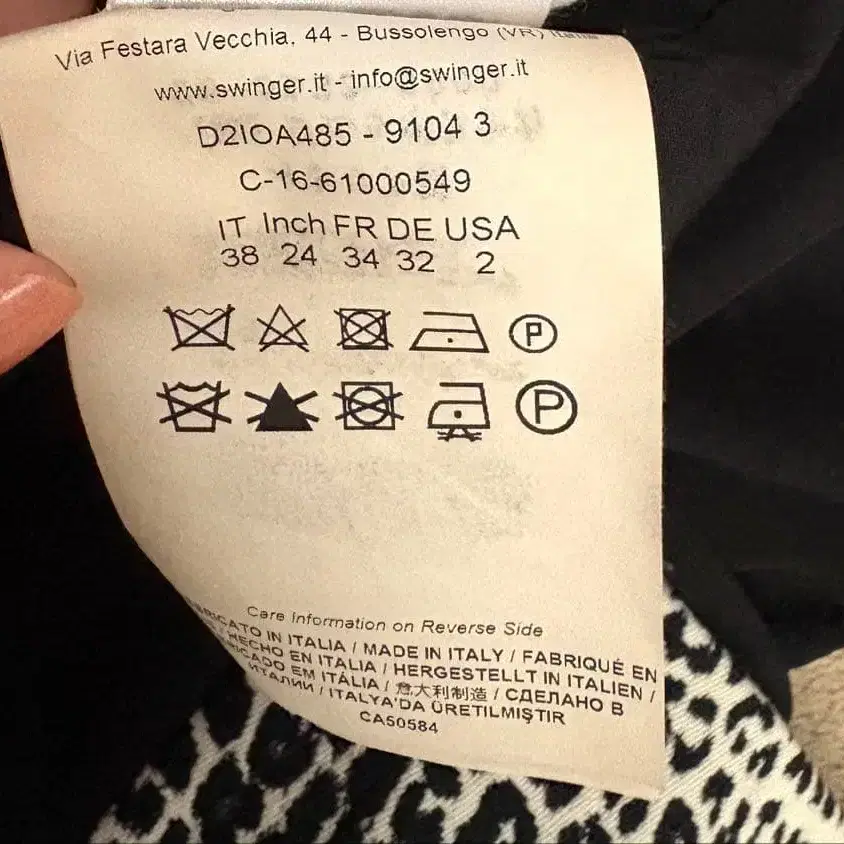 Via Festara Vecchia, 44 - Bussolengo (VR) Italia
www.swinger.it - info@swinger.it
D2IOA485 - 9104 3
C-16-61000549
IT Inch FR DE USA
38 24 34 32 2
P
P
Care Information on Reverse Side
FABRICATO IN ITALIA / MADE IN ITALY / FABRIQUÉ EN
/ HECHO EN ITALIA / HERGESTELLT IN ITALIEN /
FABRICADO EM ITÁLIA / 意大利制造 / СДЕЛАНО В
ИТАЛИИ / ITALYA'DA ÜRETILMIŞTIR
CA50584